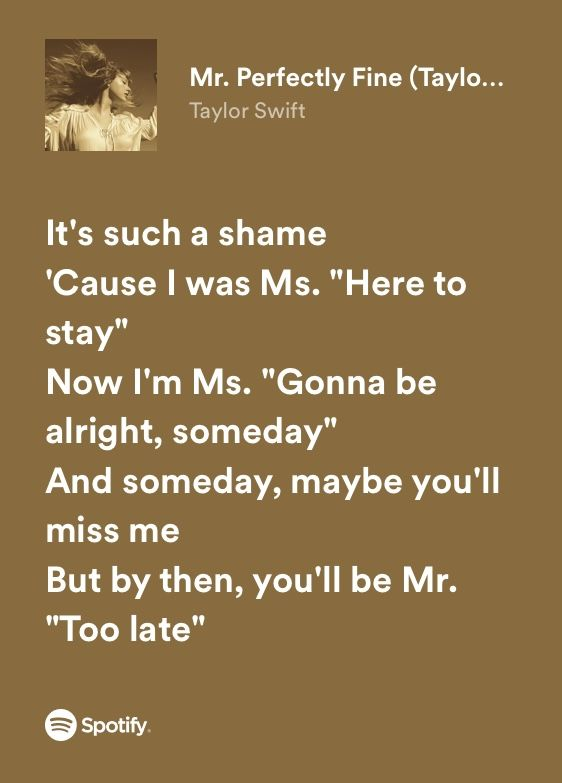 Mr. Perfectly Fine (Taylo...
Taylor Swift
It's such a shame
'Cause I was Ms. "Here to
stay"
Now I'm Ms. "Gonna be
alright, someday"
And someday, maybe you'll
miss me
But by then, you'll be Mr.
"Too late"
Spotify